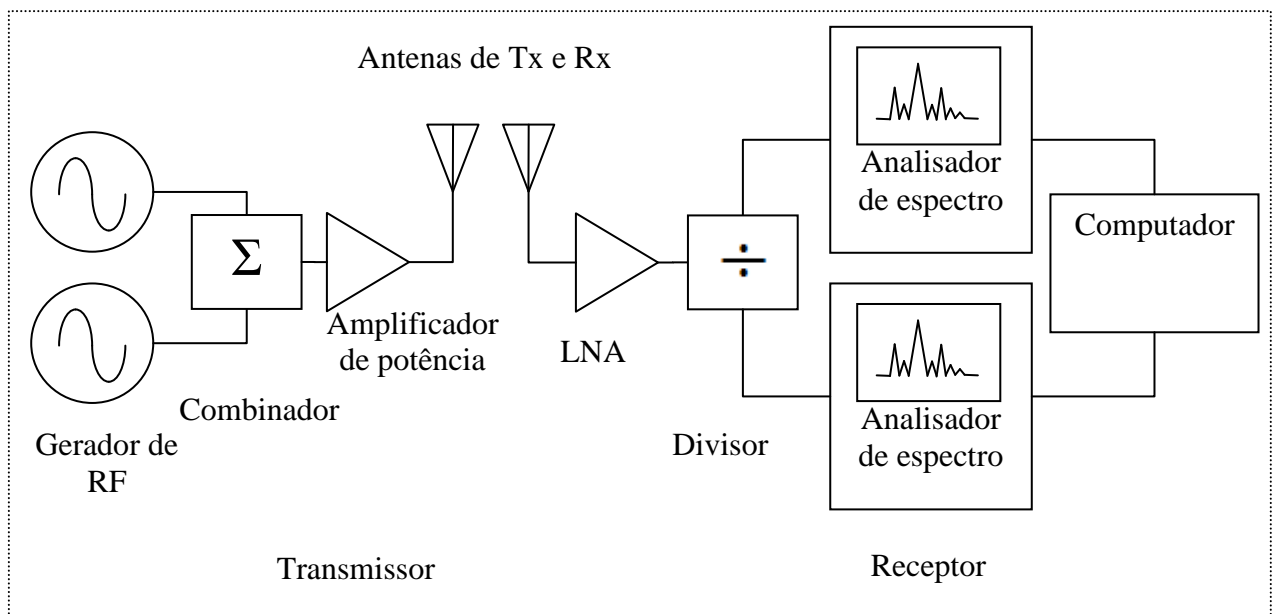 Antenas de Tx e Rx
Σ
÷
Analisador
de espectro
Computador
Amplificador
de potência
LNA
Combinador
Gerador de
RF
Divisor
Analisador
de espectro
Transmissor
Receptor